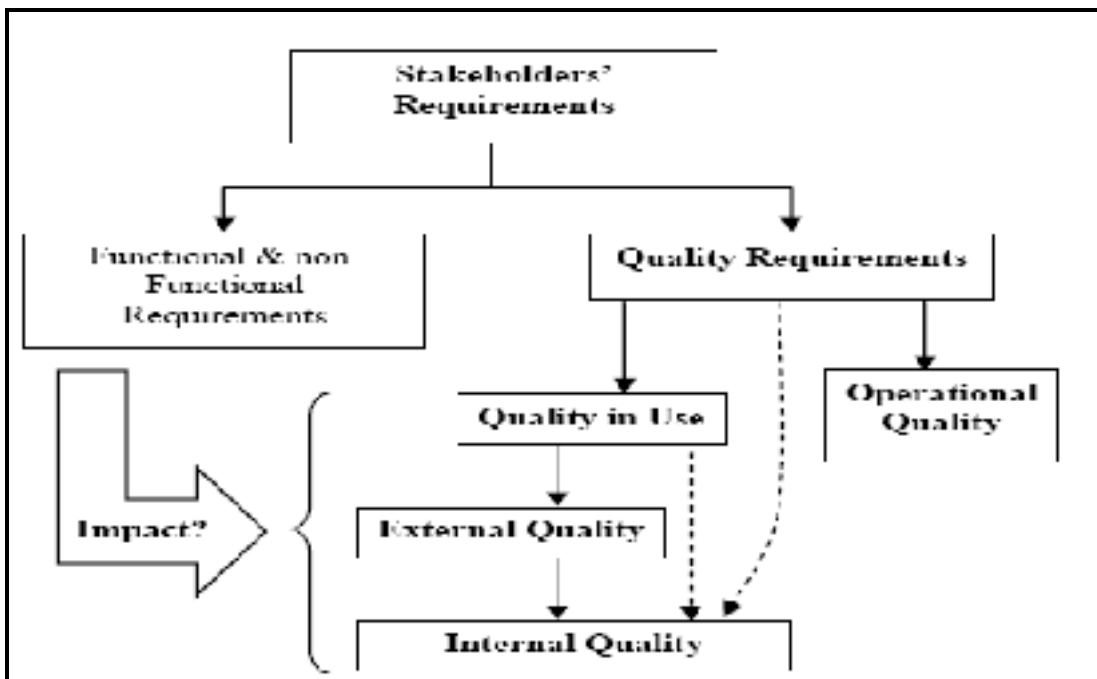 Stakeholders'
Requirements
Functional & non
Functional
Requirements
Quality Requirements
Operational
Quality
Quality in Use
Impact?
External Quality
Internal Quality